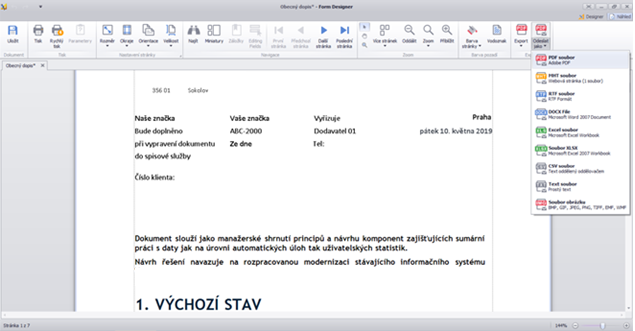 Obecný dopis* - Form Designer
Designer Náhled
Uložit Tisk Rychlý tisk Parametery Rozměr Okraje Orientace Velikost Najít Miniatury Záložky Editing Fields První stránka Předchozí stránka Další stránka Poslední stránka Více stránek Oddálit Zoom Přiblížit Barva stránky Vodoznak Export Odeslat jako
Dokument Tisk Nastavení stránky Navigace Zoom Pozadí stránky
Obecný dopis*
PDF soubor
Adobe PDF
MHT soubor
Webová stránka (1 soubor)
RTF soubor
RTF Formát
DOCX File
Microsoft Word 2007 Document
Excel soubor
Microsoft Excel Workbook
Soubor XLSX
Microsoft Excel 2007 Workbook
CSV soubor
Text oddělený oddělovačem
Text soubor
Prostý text
Soubor obrázku
BMP, GIF, JPEG, PNG, TIFF, EMF, WMF
356 01 Sokolov
Naše značka Vaše značka Vyřizuje Praha
Bude doplněno ABC-2000 Dodavatel 01 pátek 10. května 2019
při vypravení dokumentu Ze dne Tel:
do spisové služby
Číslo klienta:
Dokument slouží jako manažerské shrnutí principů a návrhu komponent zajišťujících sumární
práci s daty jak na úrovni automatických úloh tak uživatelských statistik.
Návrh řešení navazuje na rozpracovanou modernizaci stávajícího informačního systému
1. VÝCHOZÍ STAV
Stránka 1 z 7 144%